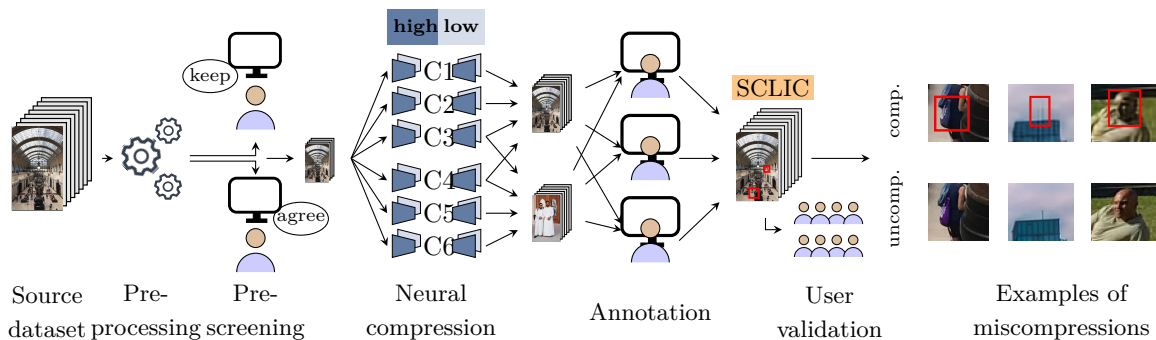 high low
keep
agree
C1
C2
C3
C4
C5
C6
SCLIC
comp.
uncomp.
Source
dataset
Pre-
processing
Pre-
screening
Neural
compression
Annotation
User
validation
Examples of
miscompressions